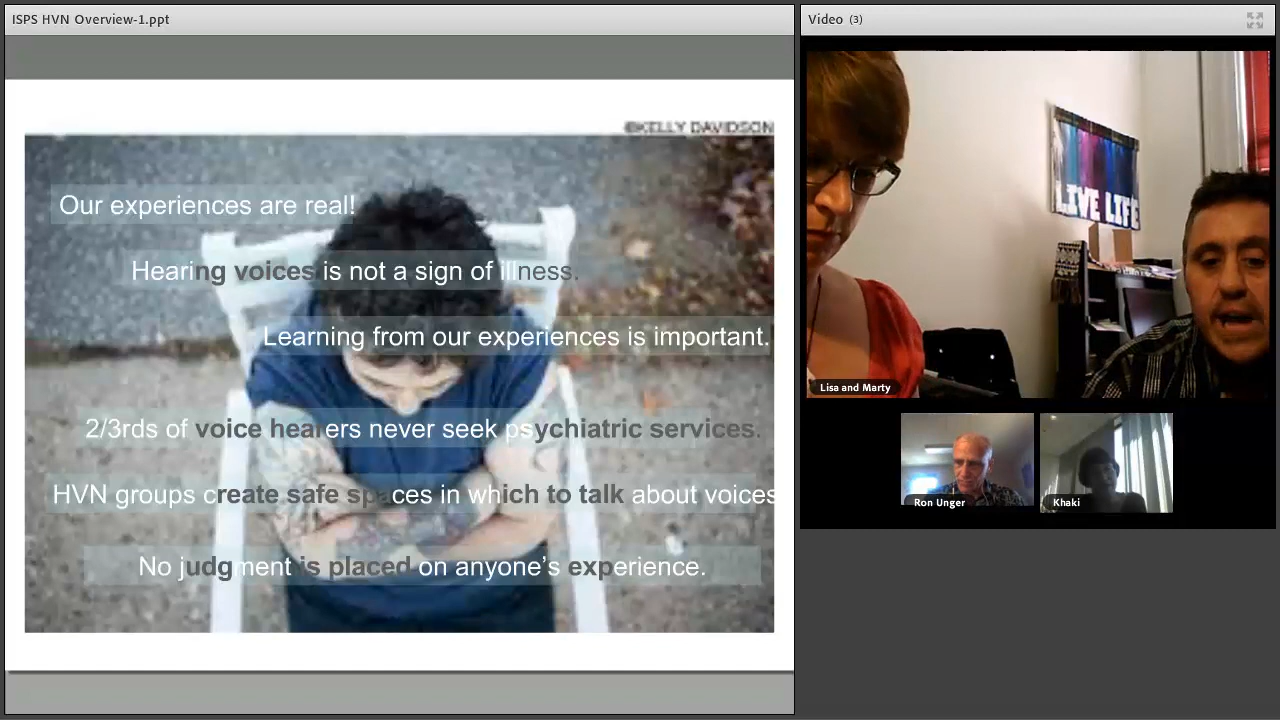 ISPS HVN Overview-1.ppt
Video (3)
©KELLY DAVIDSON
Our experiences are real!
Hearing voices is not a sign of illness.
Learning from our experiences is important.
2/3rds of voice hearers never seek psychiatric services.
HVN groups create safe spaces in which to talk about voices
No judgment is placed on anyone's experience.
LIVE LIFE
Lisa and Marty
Ron Unger
Khaki